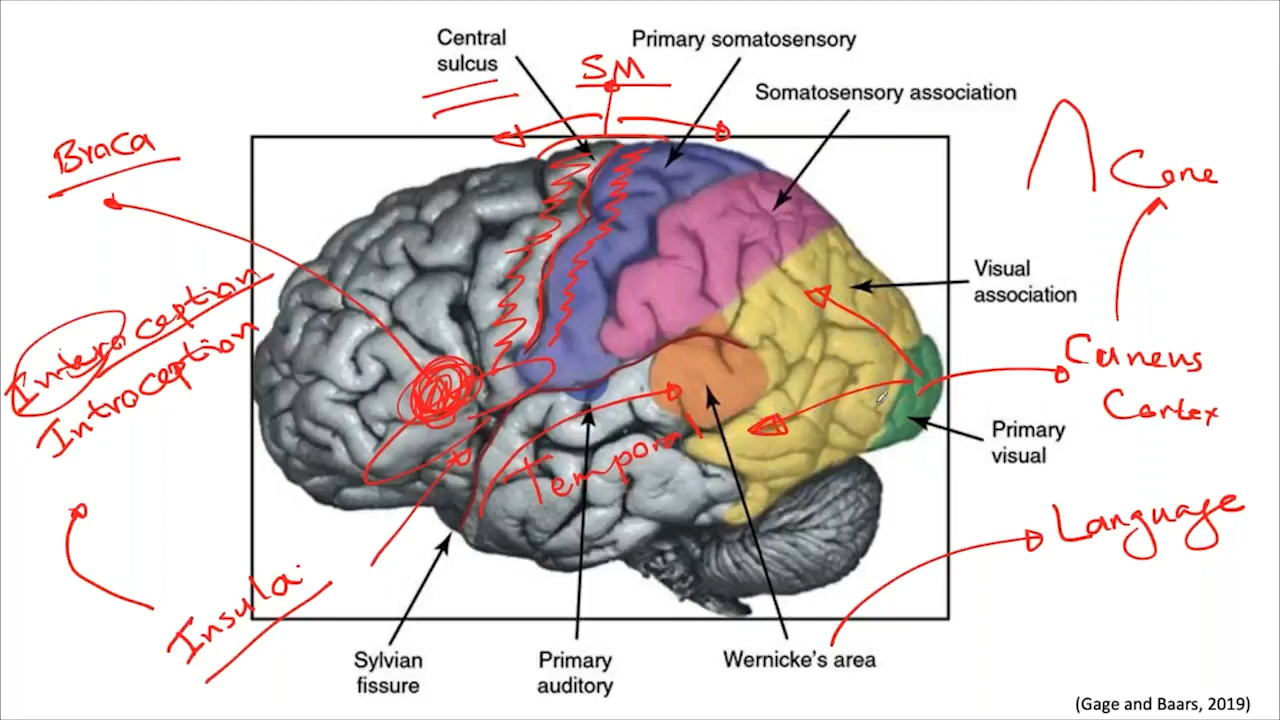 Central
sulcus
Primary somatosensory
SM
Somatosensory association
Braca
Cone
Visual
association
Interoception
Introception
Cuneus
Cortex
Primary
visual
Temporal
Language
Insula
Sylvian
fissure
Primary
auditory
Wernicke's area
(Gage and Baars, 2019)